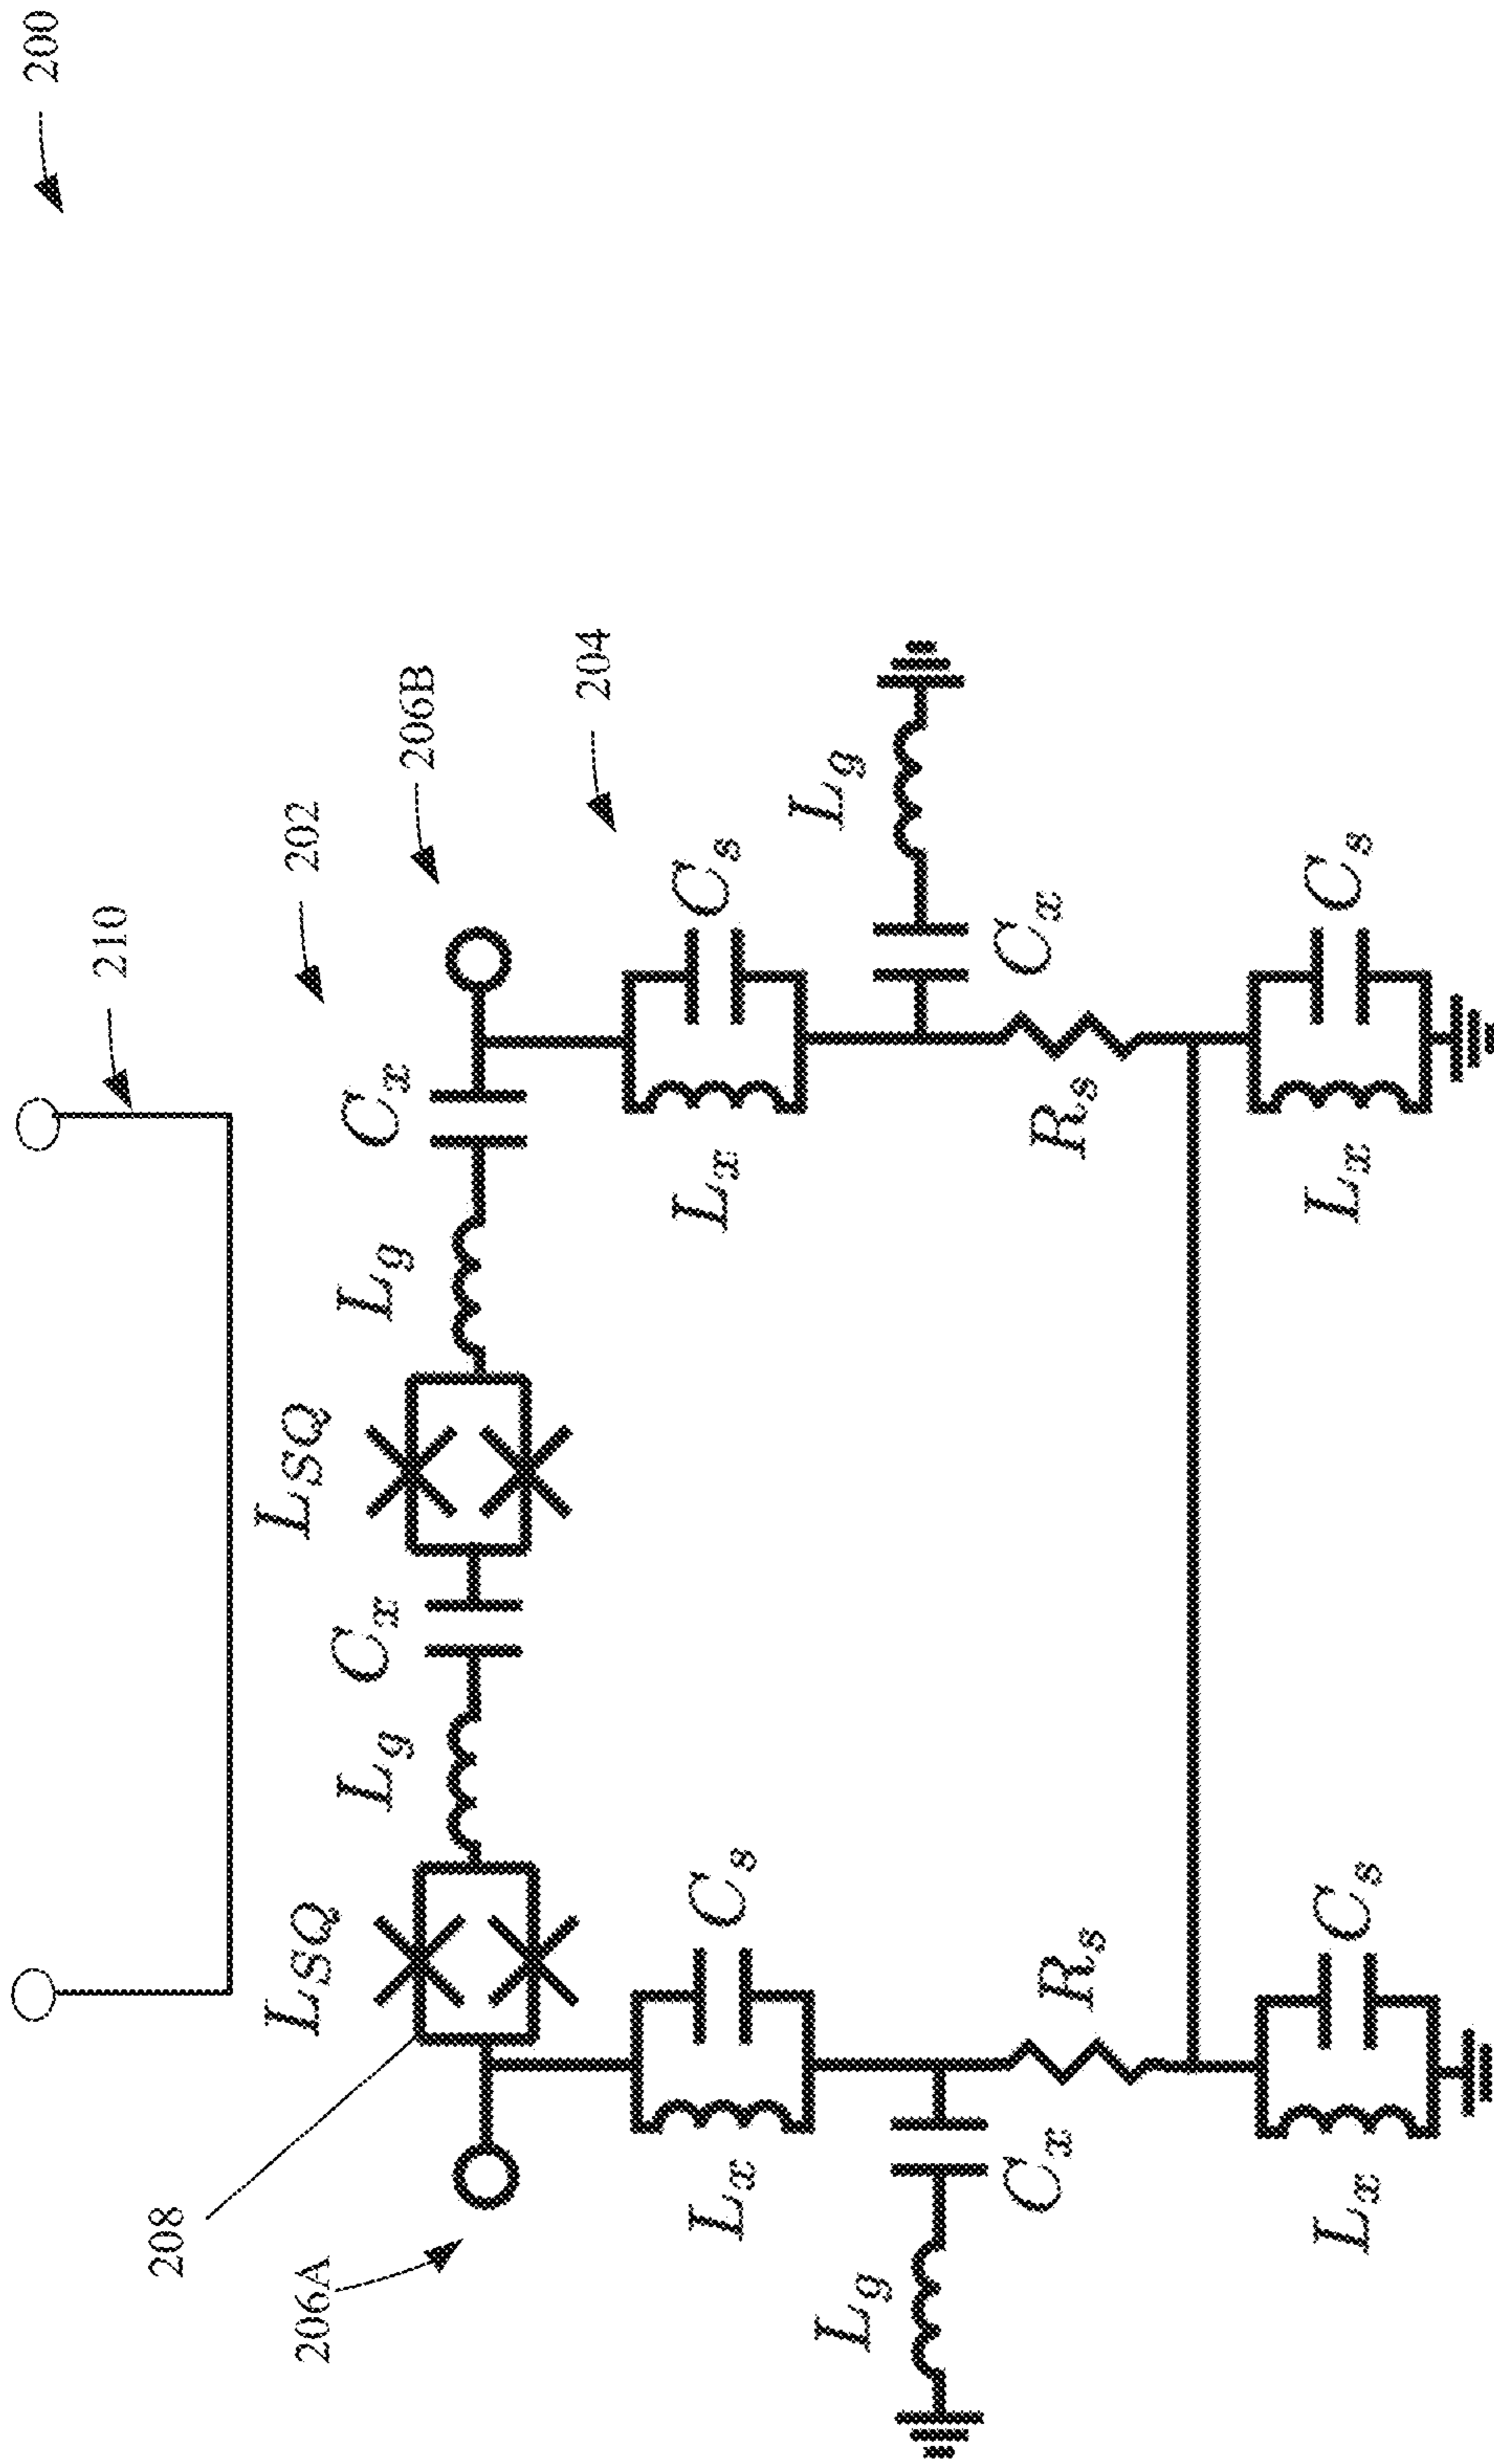 200
210
208
206A
L_SQ
L_SQ
202
L_g
C_x
L_g
C_x
206B
204
L_x
C_s
L_x
C_s
L_g
L_g
C_x
R_s
R_s
C_x
L_x
C_s
L_x
C_s